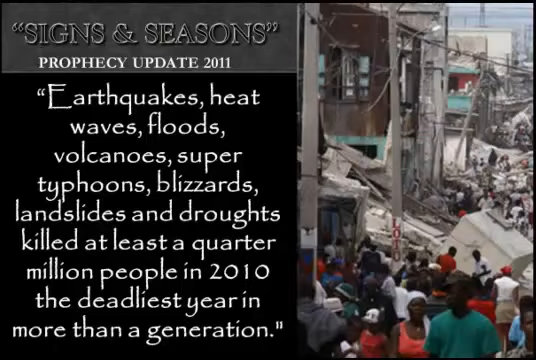 “SIGNS & SEASONS”
PROPHECY UPDATE 2011
“Earthquakes, heat
waves, floods,
volcanoes, super
typhoons, blizzards,
landslides and droughts
killed at least a quarter
million people in 2010
the deadliest year in
more than a generation."